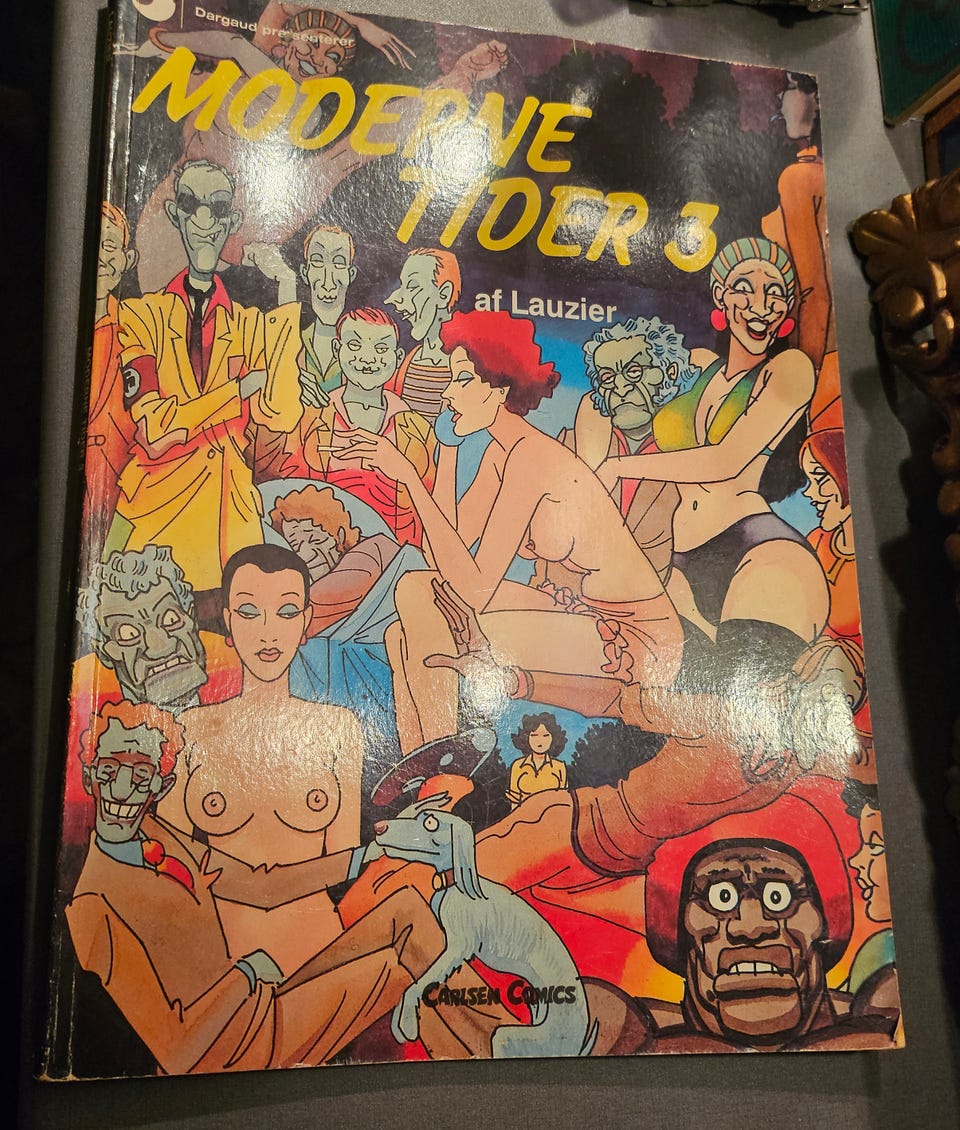 Dargaud præsenterer
MODERNE
TIDER 3
af Lauzier
CARLSEN COMICS